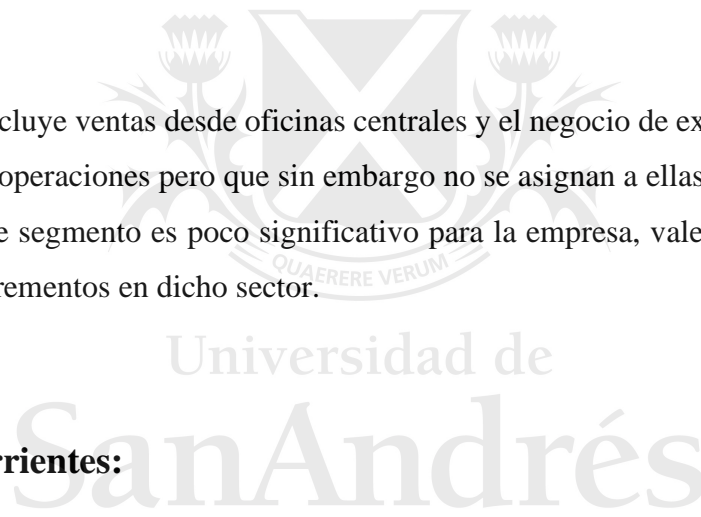 cluye ventas desde oficinas centrales y el negocio de ex
operaciones pero que sin embargo no se asignan a ellas
e segmento es poco significativo para la empresa, vale
rementos en dicho sector.
QUAERERE VERUM
Universidad de
SanAndrés
rrientes: